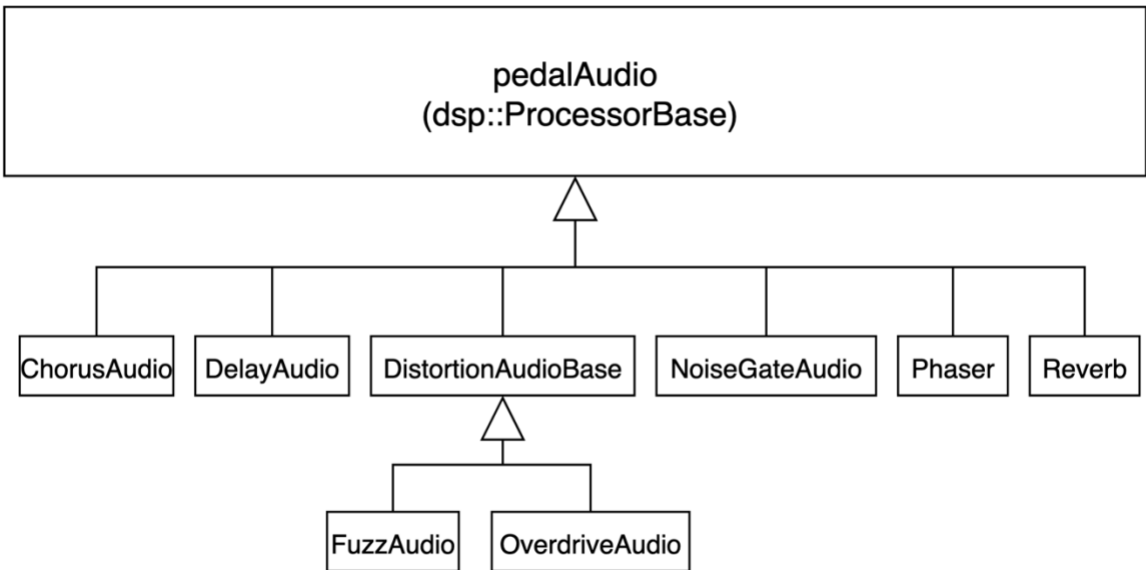 pedalAudio
(dsp::ProcessorBase)
ChorusAudio
DelayAudio
DistortionAudioBase
NoiseGateAudio
Phaser
Reverb
FuzzAudio
OverdriveAudio